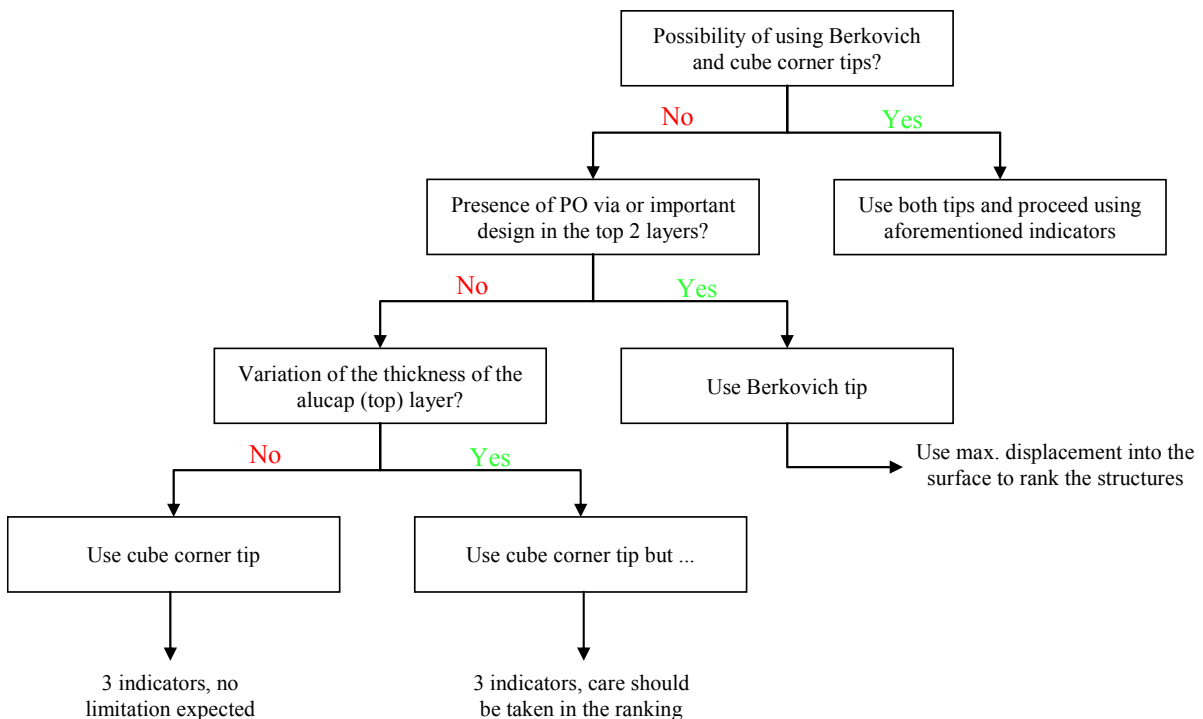 Possibility of using Berkovich
and cube corner tips?
No
Yes
Presence of PO via or important
design in the top 2 layers?
Use both tips and proceed using
aforementioned indicators
No
Yes
Variation of the thickness of the
alucap (top) layer?
Use Berkovich tip
No
Yes
Use max. displacement into the
surface to rank the structures
Use cube corner tip
Use cube corner tip but ...
3 indicators, no
limitation expected
3 indicators, care should
be taken in the ranking